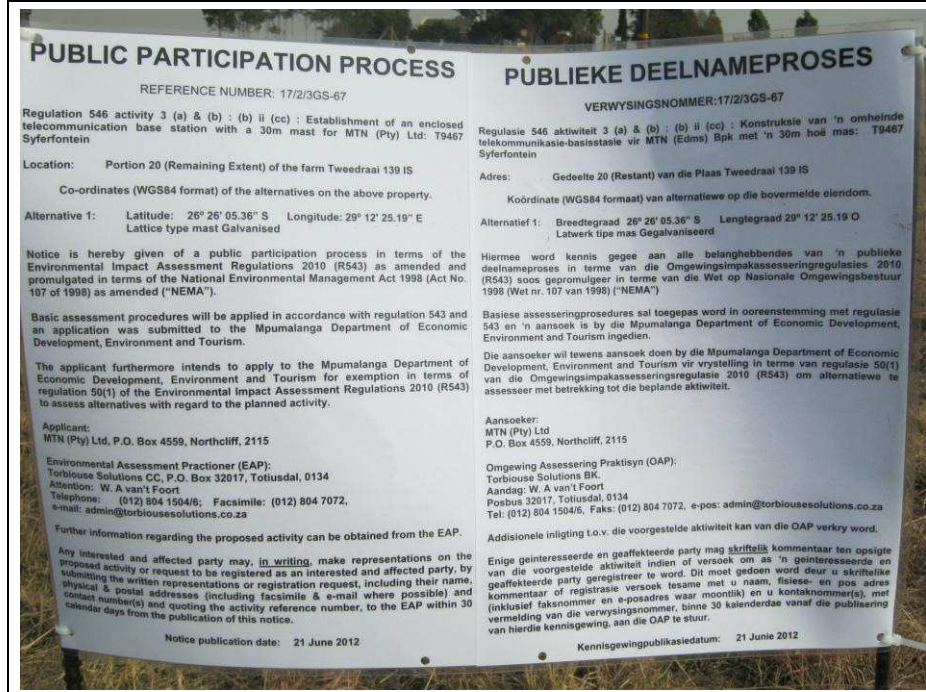 PUBLIC PARTICIPATION PROCESS
REFERENCE NUMBER: 17/2/3GS-67
Regulation 546 activity 3 (a) & (b) : (b) ii (cc) : Establishment of an enclosed
telecommunication base station with a 30m mast for MTN (Pty) Ltd: T9467
Syferfontein
Location: Portion 20 (Remaining Extent) of the farm Tweedraai 139 IS
Co-ordinates (WGS84 format) of the alternatives on the above property.
Alternative 1: Latitude: 26° 26' 05.36" S Longitude: 29° 12' 25.19" E
Lattice type mast Galvanised
Notice is hereby given of a public participation process in terms of the
Environmental Impact Assessment Regulations 2010 (R543) as amended and
promulgated in terms of the National Environmental Management Act 1998 (Act No.
107 of 1998) as amended ("NEMA").
Basic assessment procedures will be applied in accordance with regulation 543 and
an application was submitted to the Mpumalanga Department of Economic
Development, Environment and Tourism.
The applicant furthermore intends to apply to the Mpumalanga Department of
Economic Development, Environment and Tourism for exemption in terms of
regulation 50(1) of the Environmental Impact Assessment Regulations 2010 (R543)
to assess alternatives with regard to the planned activity.
Applicant:
MTN (Pty) Ltd, P.O. Box 4559, Northcliff, 2115
Environmental Assessment Practioner (EAP):
Torbiouse Solutions CC, P.O. Box 32017, Totiusdal, 0134
Attention: W. A van't Foort
Telephone: (012) 804 1504/6, Facsimile: (012) 804 7072,
e-mail: admin@torbiousesolutions.co.za
Further information regarding the proposed activity can be obtained from the EAP.
Any interested and affected party may, in writing, make representations on the
proposed activity or request to be registered as an interested and affected party, by
submitting the written representations or registration request, including their name,
physical & postal addresses (including facsimile & e-mail where possible) and
contact number(s) and quoting the activity reference number, to the EAP within 30
calendar days from the publication of this notice.
Notice publication date: 21 June 2012
PUBLIEKE DEELNAMEPROSES
VERWYSINGSNOMMER:17/2/3GS-67
Regulasie 546 aktiwiteit 3 (a) & (b) : (b) ii (cc) : Konstruksie van 'n omheinde
telekommunikasie-basisstasie vir MTN (Edms) Bpk met 'n 30m hoë mas: T9467
Syferfontein
Adres: Gedeelte 20 (Restant) van die Plaas Tweedraai 139 IS
Koördinate (WGS84 formaat) van alternatiewe op die bovermelde eiendom.
Alternatief 1: Breedtegraad 26° 26' 05.36" S Lengtegraad 29° 12' 25.19 O
Latwerk tipe mas Gegalvaniseerd
Hiermee word kennis gegee aan alle belanghebbendes van 'n publieke
deelnameproses in terme van die Omgewingsimpakassesseringregulasies 2010
(R543) soos gepromulgeer in terme van die Wet op Nasionale Omgewingsbestuur
1998 (Wet nr. 107 van 1998) ("NEMA").
Basiese assesseringprosedures sal toegepas word in ooreenstemming met regulasie
543 en 'n aansoek is by die Mpumalanga Department of Economic Development,
Environment and Tourism ingedien.
Die aansoeker wil tewens aansoek doen by die Mpumalanga Department of Economic
Development, Environment and Tourism vir vrystelling in terme van regulasie 50(1)
van die Omgewingsimpakassesseringsregulasie 2010 (R543) om alternatiewe te
assesseer met betrekking tot die beplande aktiwiteit.
Aansoeker:
MTN (Pty) Ltd
P.O. Box 4559, Northcliff, 2115
Omgewing Assessering Praktisyn (OAP):
Torbiouse Solutions BK.
Aandag: W. A van't Foort
Posbus 32017, Totiusdal, 0134
Tel: (012) 804 1504/6, Faks: (012) 804 7072, e-pos: admin@torbiousesolutions.co.za
Addisionele inligting t.o.v. die voorgestelde aktiwiteit kan van die OAP verkry word.
Enige geinteresseerde en geaffekteerde party mag skriftelik kommentaar ten opsigte
van die voorgestelde aktiwiteit indien of versoek om as 'n geinteresseerde en
geaffekteerde party geregistreer te word. Dit moet gedoen word deur u skriftelike
kommentaar of registrasie versoek tesame met u naam, fisiese- en pos adres
(inklusief faksnommer en e-posadres waar moontlik) en u kontaknommer(s), met
vermelding van die verwysingsnommer, binne 30 kalenderdae vanaf die publisering
van hierdie kennisgewing, aan die OAP te stuur.
Kennisgewingpublikasiedatum: 21 Junie 2012